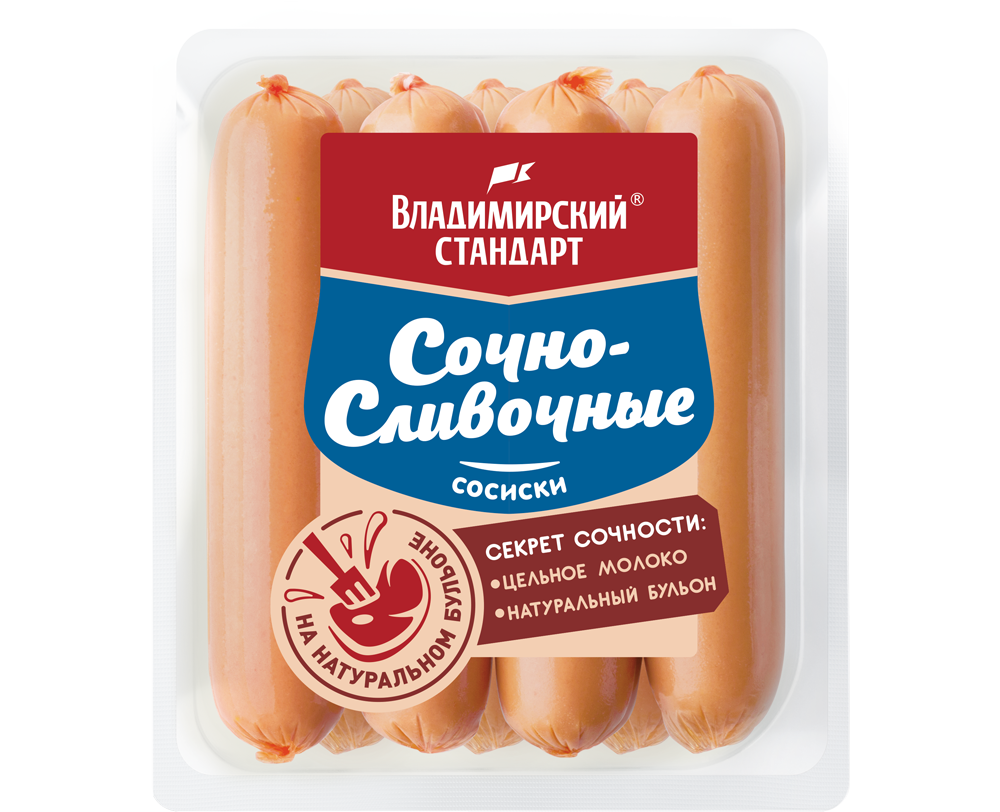 ВЛАДИМИРСКИЙ®
СТАНДАРТ
Сочно-
Сливочные
СОСИСКИ
СЕКРЕТ СОЧНОСТИ:
•ЦЕЛЬНОЕ МОЛОКО
•НАТУРАЛЬНЫЙ БУЛЬОН
НА НАТУРАЛЬНОМ БУЛЬОНЕ